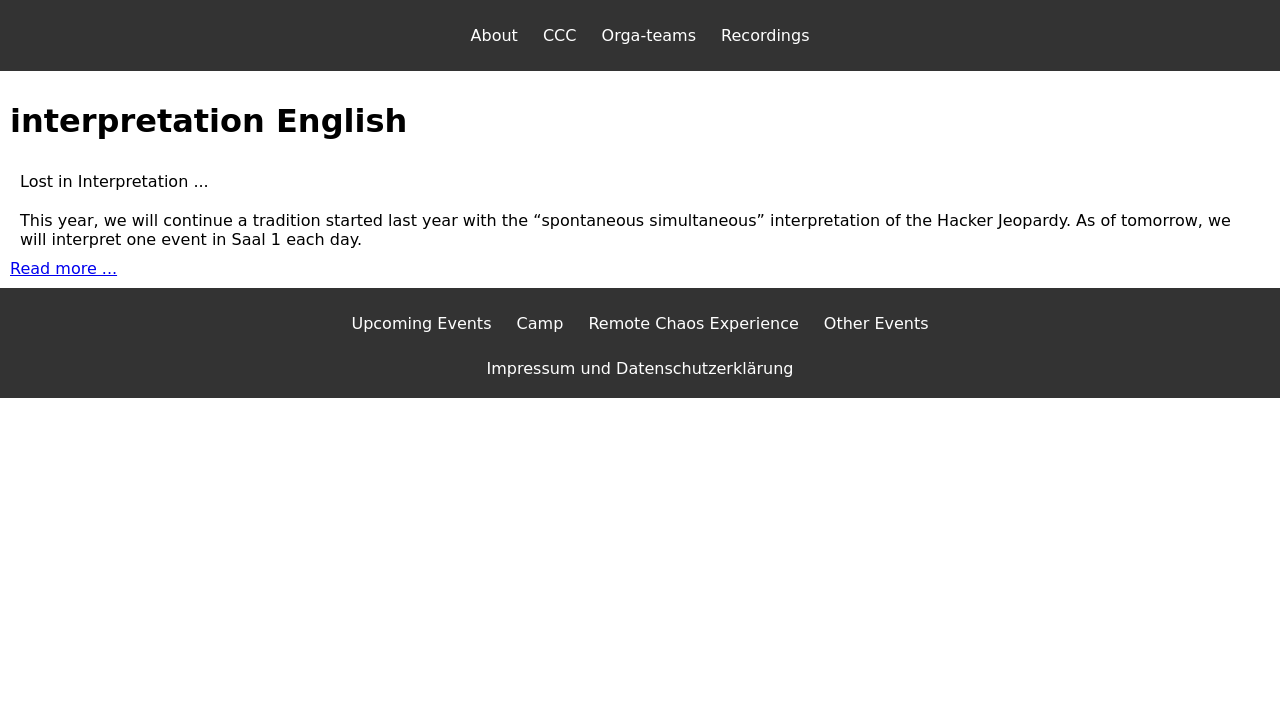 About CCC Orga-teams Recordings
interpretation English
Lost in Interpretation …
This year, we will continue a tradition started last year with the “spontaneous simultaneous” interpretation of the Hacker Jeopardy. As of tomorrow, we
will interpret one event in Saal 1 each day.
Read more …
Upcoming Events Camp Remote Chaos Experience Other Events
Impressum und Datenschutzerklärung